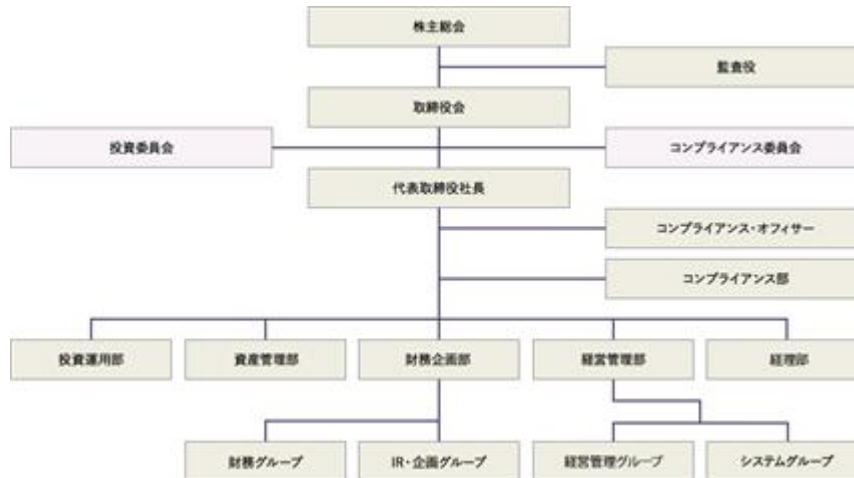 株主総会
監査役
取締役会
投資委員会
コンプライアンス委員会
代表取締役社長
コンプライアンス・オフィサー
コンプライアンス部
投資運用部
資産管理部
財務企画部
経営管理部
経理部
財務グループ
IR・企画グループ
経営管理グループ
システムグループ